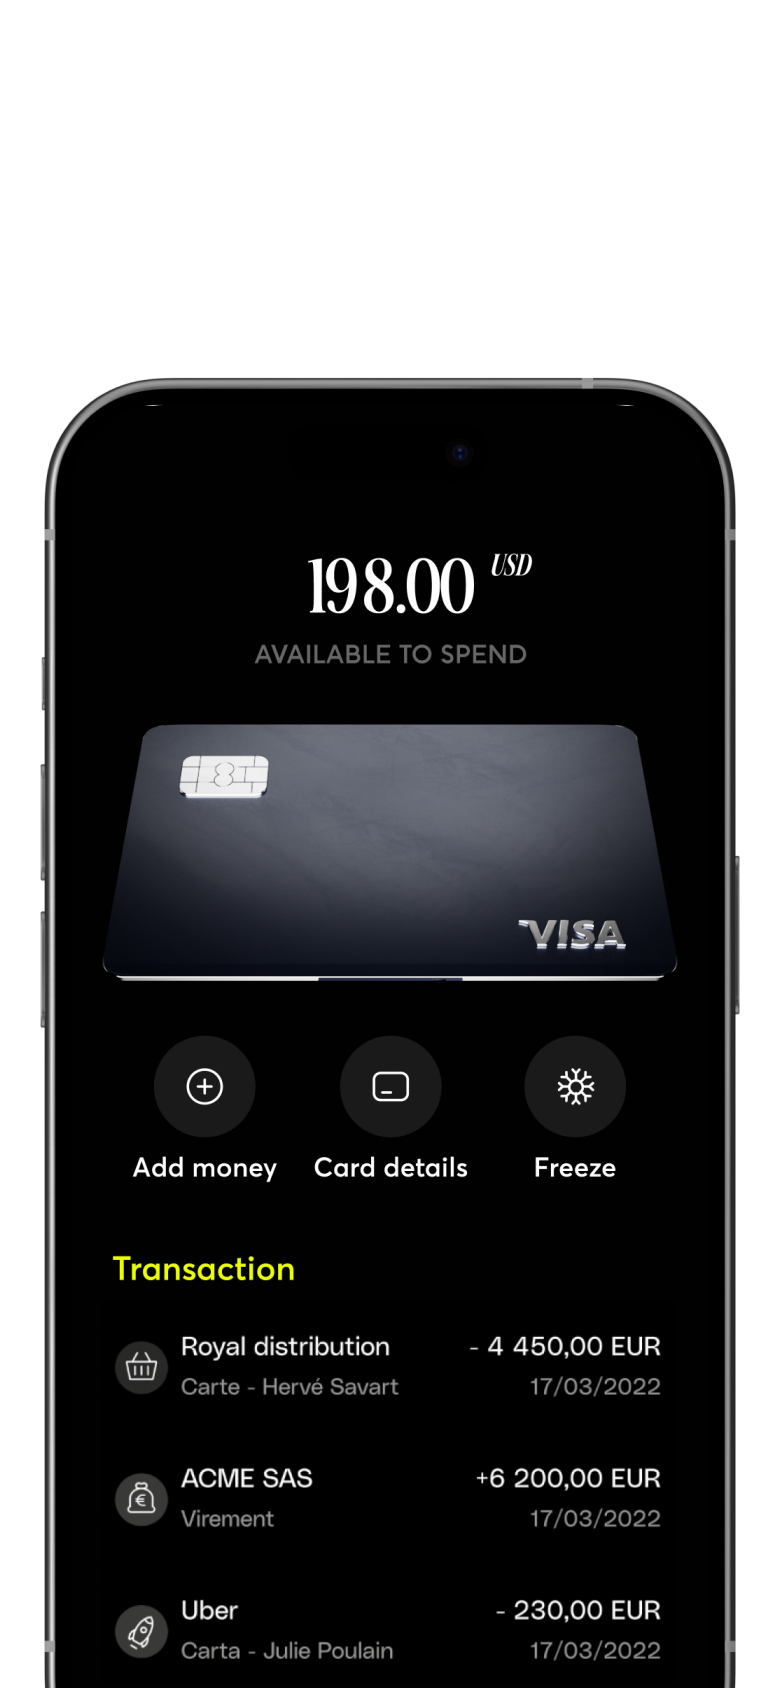 198.00 USD
AVAILABLE TO SPEND
VISA
Add money
Card details
Freeze
Transaction
Royal distribution
- 4 450,00 EUR
Carte - Hervé Savart
17/03/2022
ACME SAS
+6 200,00 EUR
Virement
17/03/2022
Uber
- 230,00 EUR
Carta - Julie Poulain
17/03/2022